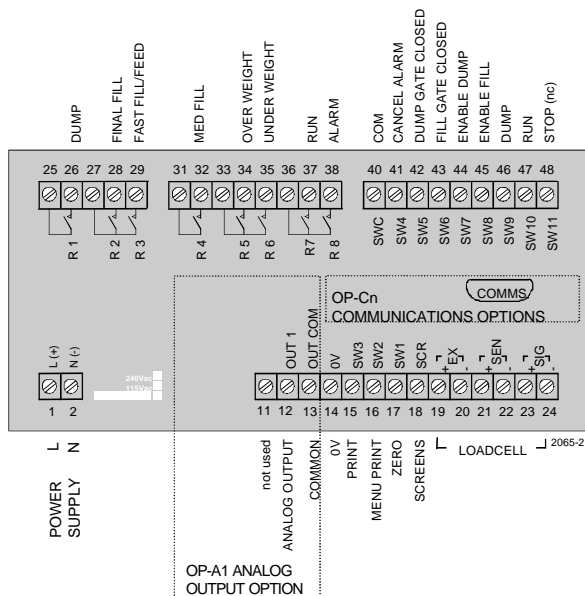 DUMP
FINAL FILL
FAST FILL/FEED
MED FILL
OVER WEIGHT
UNDER WEIGHT
RUN
ALARM
COM
CANCEL ALARM
DUMP GATE CLOSED
FILL GATE CLOSED
ENABLE DUMP
ENABLE FILL
DUMP
RUN
STOP (nc)
25 26 27 28 29 31 32 33 34 35 36 37 38 40 41 42 43 44 45 46 47 48
R 1
R 2
R 3
R 4
R 5
R 6
R7
R 8
SWC
SW4
SW5
SW6
SW7
SW8
SW9
SW10
SW11
OP-Cn
COMMS
COMMUNICATIONS OPTIONS
L (+)
N (-)
240Vac
115Vac
OUT 1
OUT COM
0V
SW3
SW2
SW1
SCR
+ EX -
+ SEN -
+ SIG -
1 2 11 12 13 14 15 16 17 18 19 20 21 22 23 24
L
N
POWER
SUPPLY
not used
ANALOG OUTPUT
COMMON
0V
PRINT
MENU PRINT
ZERO
SCREENS
LOADCELL
2065-2
OP-A1 ANALOG
OUTPUT OPTION